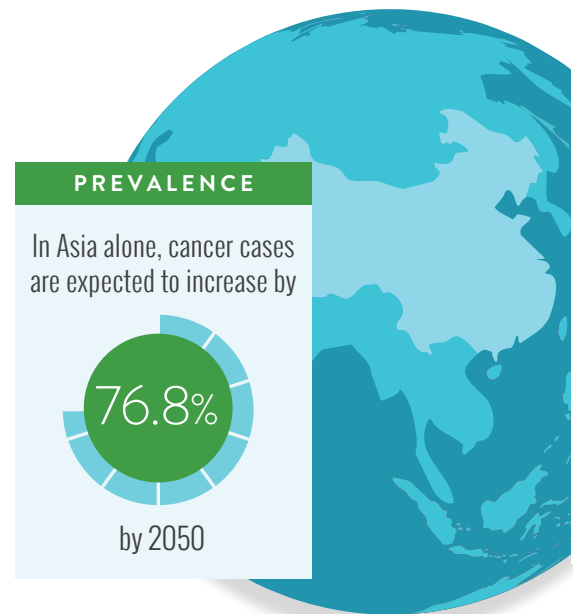 PREVALENCE
In Asia alone, cancer cases
are expected to increase by
76.8%
by 2050